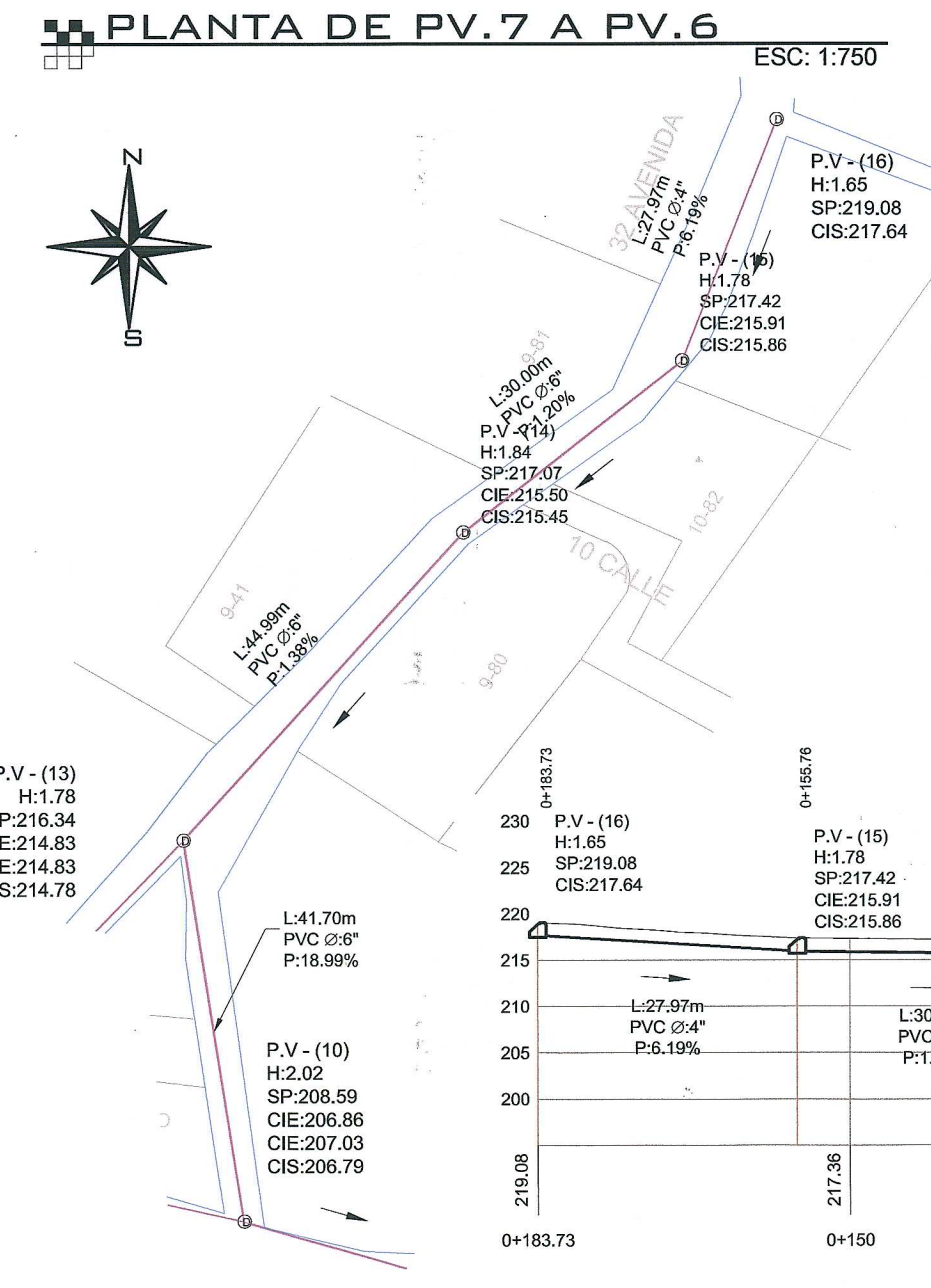 PLANTA DE PV.7 A PV.6
ESC: 1:750
N
S
32 AVENIDA
L:27.97m
PVC Ø:4"
P:6.19%
D
P.V - (16)
H:1.65
SP:219.08
CIS:217.64
P.V - (15)
H:1.78
SP:217.42
CIE:215.91
CIS:215.86
D
9-81
L:30.00m
PVC Ø:6"
P:1.20%
P.V - (14)
H:1.84
SP:217.07
CIE:215.50
CIS:215.45
D
10 CALLE
10-82
9-41
L:44.99m
PVC Ø:6"
P:1.38%
9-80
P.V - (13)
H:1.78
P:216.34
E:214.83
E:214.83
S:214.78
D
L:41.70m
PVC Ø:6"
P:18.99%
P.V - (10)
H:2.02
SP:208.59
CIE:206.86
CIE:207.03
CIS:206.79
D
0+183.73
0+155.76
230
225
220
215
210
205
200
P.V - (16)
H:1.65
SP:219.08
CIS:217.64
P.V - (15)
H:1.78
SP:217.42
CIE:215.91
CIS:215.86
L:27.97m
PVC Ø:4"
P:6.19%
L:30
PVC
P:1.
219.08
217.36
0+183.73
0+150